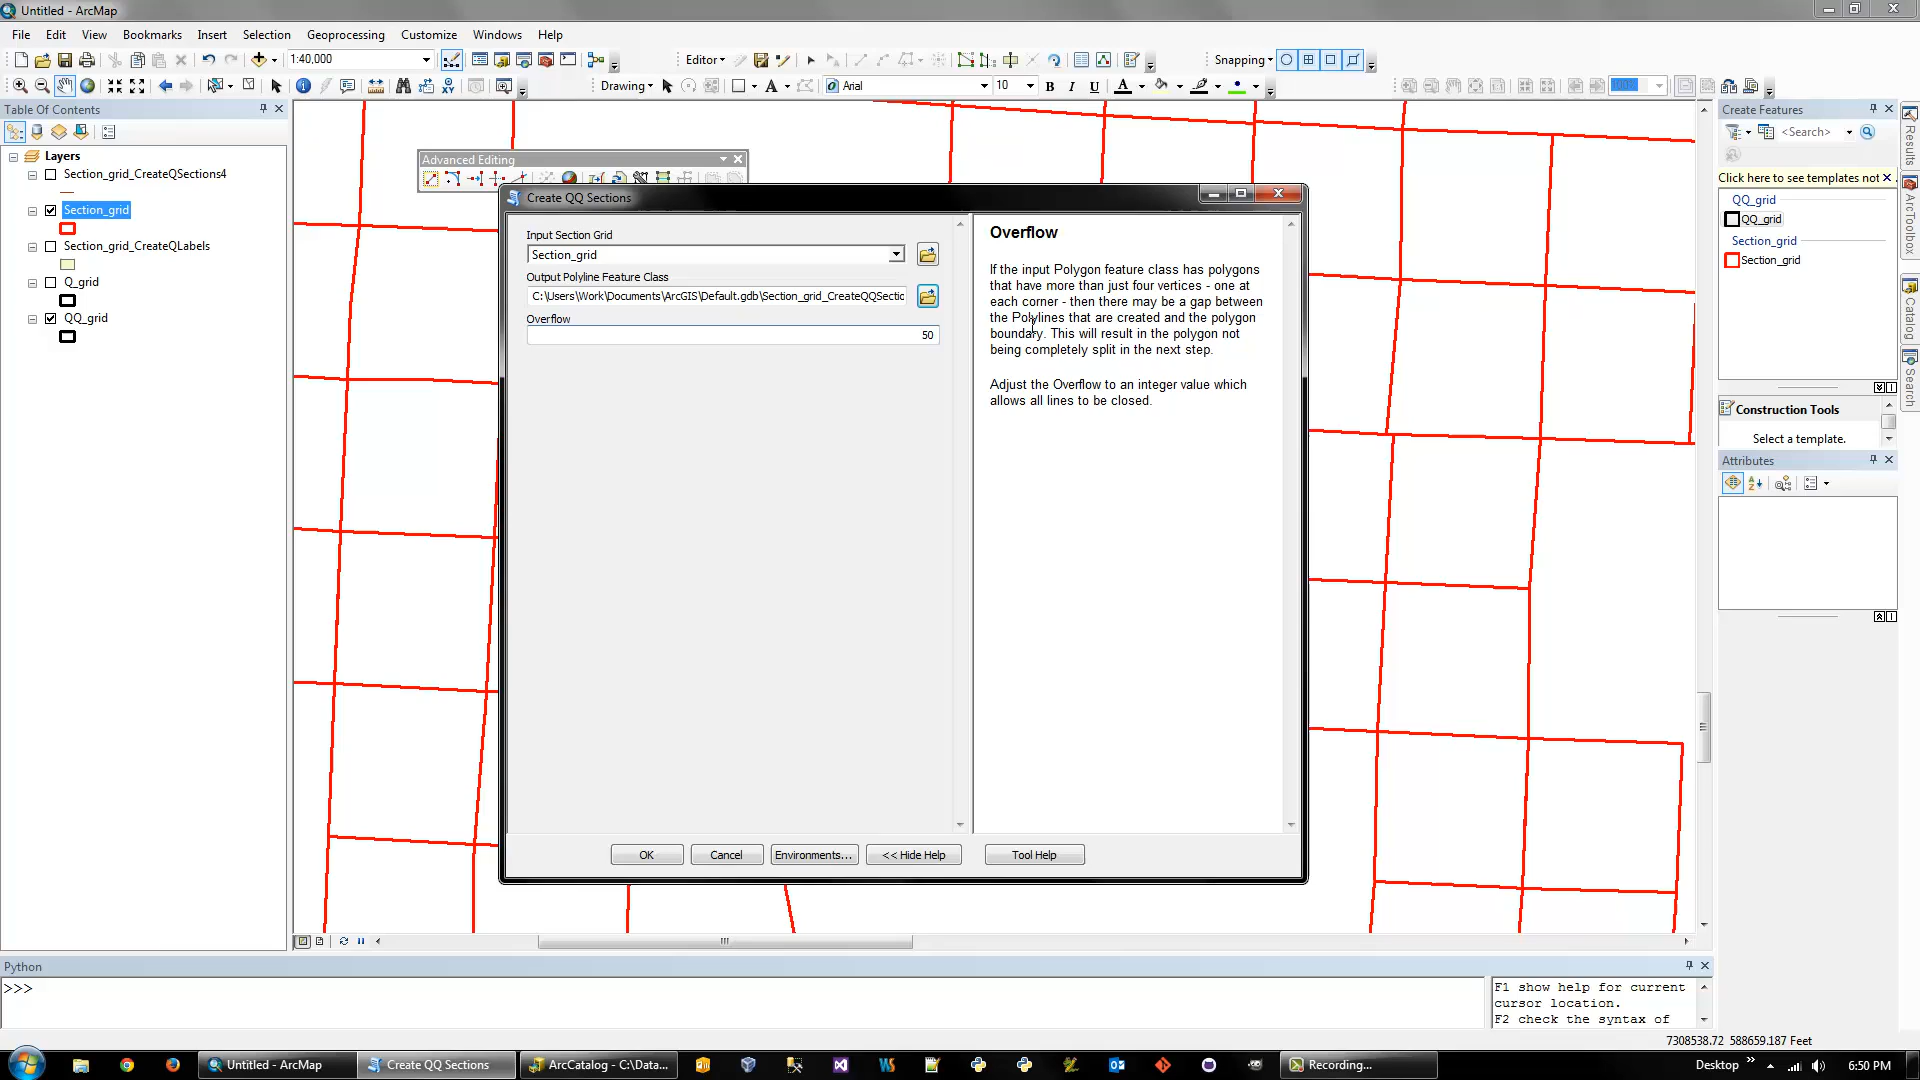 Untitled - ArcMap
File Edit View Bookmarks Insert Selection Geoprocessing Customize Windows Help
1:40,000
Editor
Snapping
Drawing
Arial
10
B I U A
100%
Table Of Contents
Layers
Section_grid_CreateQSections4
Section_grid
Section_grid_CreateQLabels
Q_grid
QQ_grid
Advanced Editing
Create QQ Sections
Input Section Grid
Section_grid
Output Polyline Feature Class
C:\Users\Work\Documents\ArcGIS\Default.gdb\Section_grid_CreateQQSectic
Overflow
50
Overflow
If the input Polygon feature class has polygons
that have more than just four vertices - one at
each corner - then there may be a gap between
the Polylines that are created and the polygon
boundary. This will result in the polygon not
being completely split in the next step.
Adjust the Overflow to an integer value which
allows all lines to be closed.
OK Cancel Environments... << Hide Help Tool Help
Create Features
<Search>
Click here to see templates not
QQ_grid
QQ_grid
Section_grid
Section_grid
Construction Tools
Select a template.
Attributes
Results
ArcToolbox
Catalog
Search
Python
>>>
F1 show help for current
cursor location.
F2 check the syntax of
7308538.72 588659.187 Feet
Untitled - ArcMap
Create QQ Sections
ArcCatalog - C:\Data...
Recording...
Desktop
6:50 PM